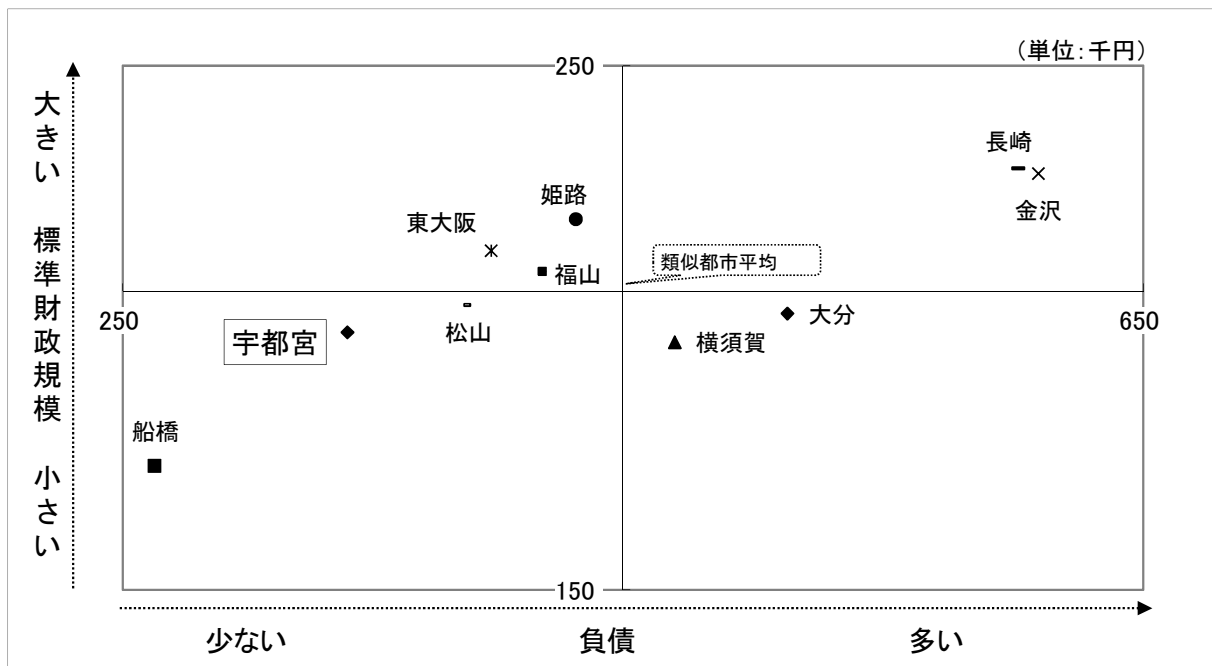 （単位：千円）
250
大きい 標準財政規模 小さい
長崎
金沢
姫路
東大阪
類似都市平均
福山
250
650
大分
松山
宇都宮
横須賀
船橋
150
少ない 負債 多い